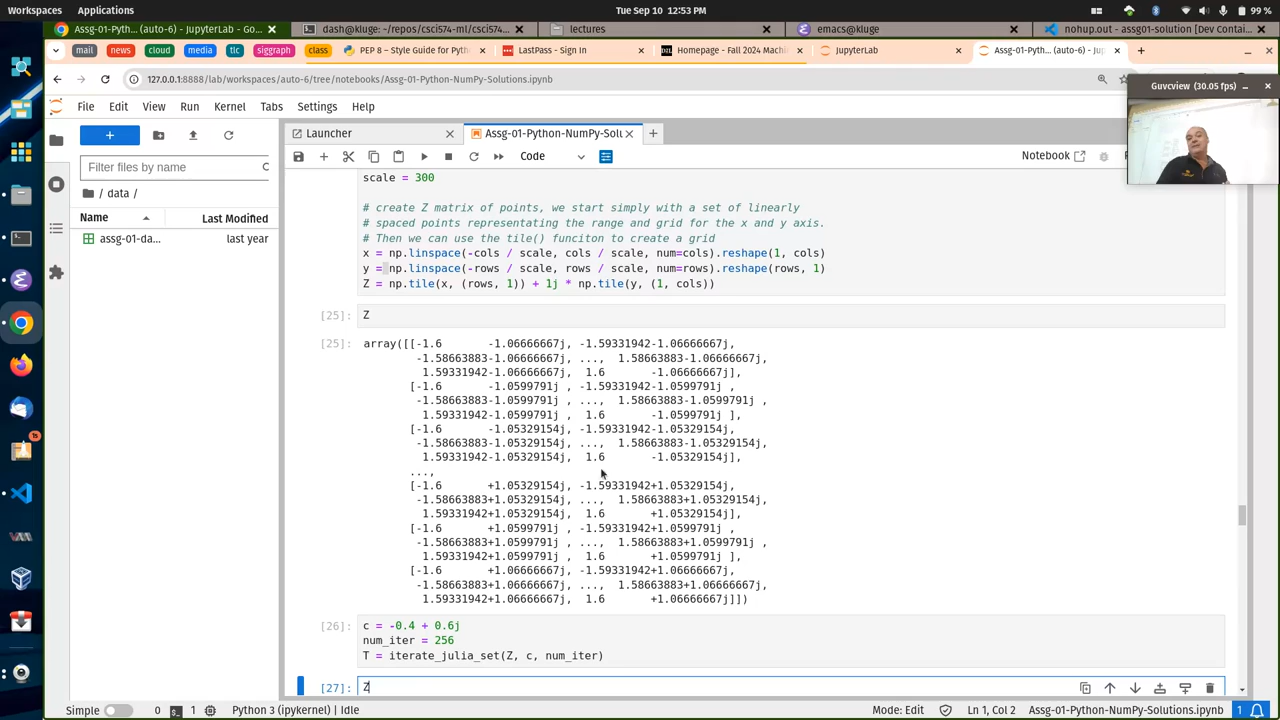 Workspaces
Applications
Tue Sep 10 12:53 PM
99 %
Assg-01-Pyth... (auto-6) - JupyterLab - Go...
dash@kluge:~/repos/csci574-ml/csci574...
lectures
emacs@kluge
nohup.out - assg01-solution [Dev Contain...
mail
news
cloud
media
tlc
siggraph
class
PEP 8 – Style Guide for Pyth
LastPass - Sign In
Homepage - Fall 2024 Machi
JupyterLab
Assg-01-Pyth... (auto-6) - Jup
127.0.0.1:8888/lab/workspaces/auto-6/tree/notebooks/Assg-01-Python-NumPy-Solutions.ipynb
Guvcview (30.05 fps)
File
Edit
View
Run
Kernel
Tabs
Settings
Help
Launcher
Assg-01-Python-NumPy-Solu
Code
Notebook
Filter files by name
/ data /
Name
Last Modified
assg-01-da...
last year
scale = 300
# create Z matrix of points, we start simply with a set of linearly
# spaced points representing the range and grid for the x and y axis.
# Then we can use the tile() funciton to create a grid
x = np.linspace(-cols / scale, cols / scale, num=cols).reshape(1, cols)
y = np.linspace(-rows / scale, rows / scale, num=rows).reshape(rows, 1)
Z = np.tile(x, (rows, 1)) + 1j * np.tile(y, (1, cols))
[25]: Z
[25]: array([[-1.6       -1.06666667j, -1.59331942-1.06666667j,
-1.58663883-1.06666667j, ...,  1.58663883-1.06666667j,
1.59331942-1.06666667j,  1.6       -1.06666667j],
[-1.6       -1.0599791j , -1.59331942-1.0599791j ,
-1.58663883-1.0599791j , ...,  1.58663883-1.0599791j ,
1.59331942-1.0599791j ,  1.6       -1.0599791j ],
[-1.6       -1.05329154j, -1.59331942-1.05329154j,
-1.58663883-1.05329154j, ...,  1.58663883-1.05329154j,
1.59331942-1.05329154j,  1.6       -1.05329154j],
...,
[-1.6       +1.05329154j, -1.59331942+1.05329154j,
-1.58663883+1.05329154j, ...,  1.58663883+1.05329154j,
1.59331942+1.05329154j,  1.6       +1.05329154j],
[-1.6       +1.0599791j , -1.59331942+1.0599791j ,
-1.58663883+1.0599791j , ...,  1.58663883+1.0599791j ,
1.59331942+1.0599791j ,  1.6       +1.0599791j ],
[-1.6       +1.06666667j, -1.59331942+1.06666667j,
-1.58663883+1.06666667j, ...,  1.58663883+1.06666667j,
1.59331942+1.06666667j,  1.6       +1.06666667j]])
[26]: c = -0.4 + 0.6j
num_iter = 256
T = iterate_julia_set(Z, c, num_iter)
[27]: Z
Simple
0
1
Python 3 (ipykernel) | Idle
Mode: Edit
Ln 1, Col 2
Assg-01-Python-NumPy-Solutions.ipynb
1